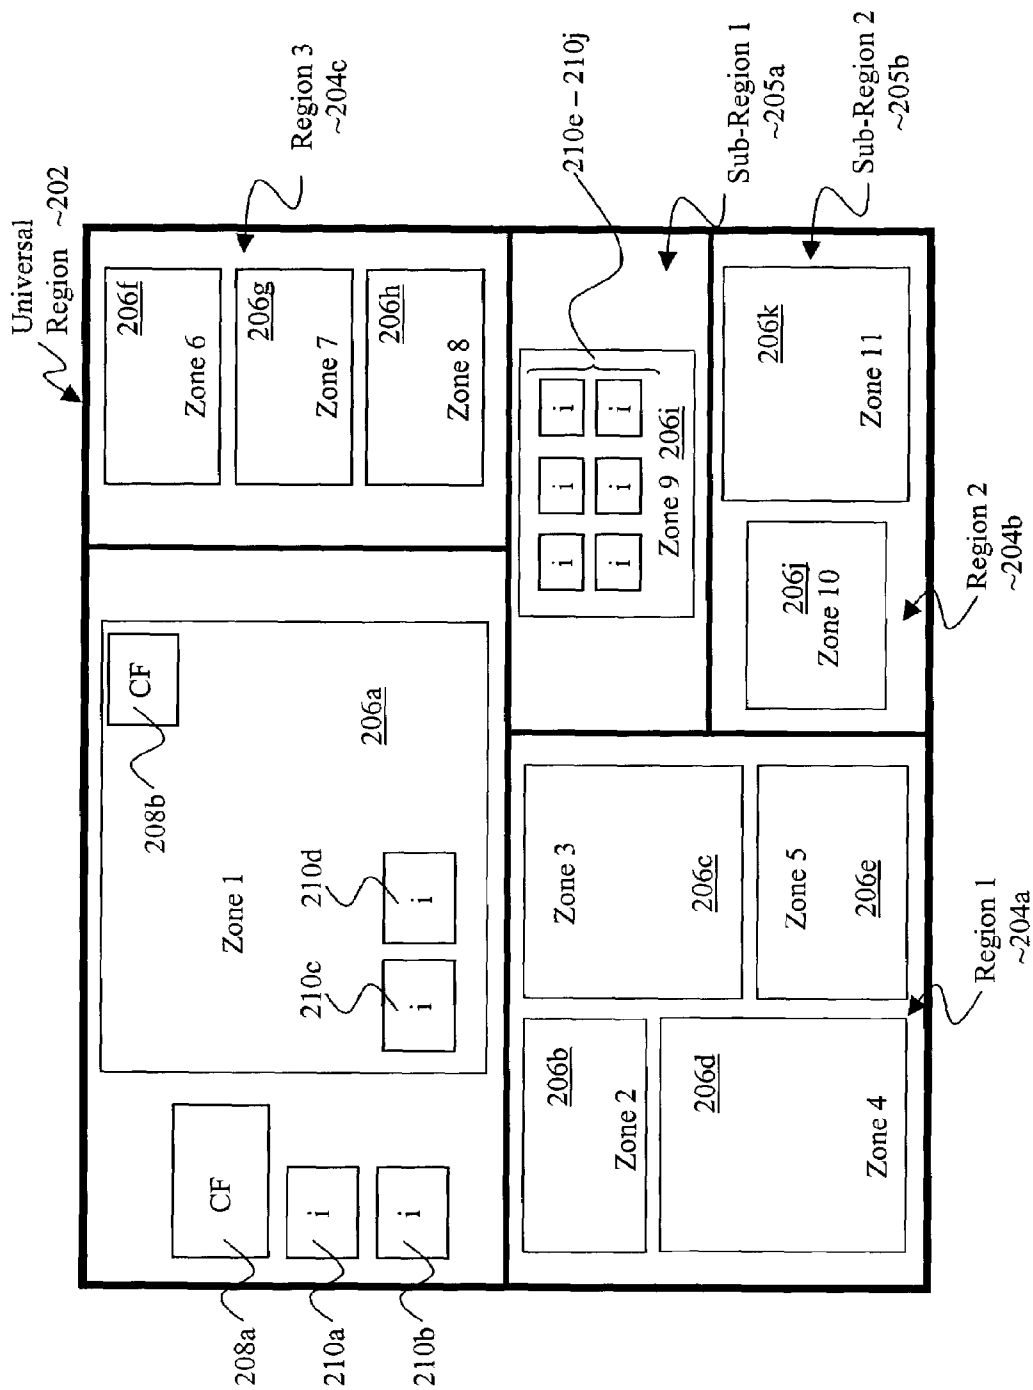 Universal
Region ~202
Region 3
~204c
210e – 210j
Sub-Region 1
~205a
Sub-Region 2
~205b
206f
Zone 6
206g
Zone 7
206h
Zone 8
CF
208b
Zone 1
206a
210d
i
210c
i
CF
208a
i
210a
i
210b
i
i
i
i
i
i
Zone 9 206i
206k
Zone 11
206j
Zone 10
Region 2
~204b
Zone 3
206c
Zone 5
206e
206b
Zone 2
206d
Zone 4
Region 1
~204a